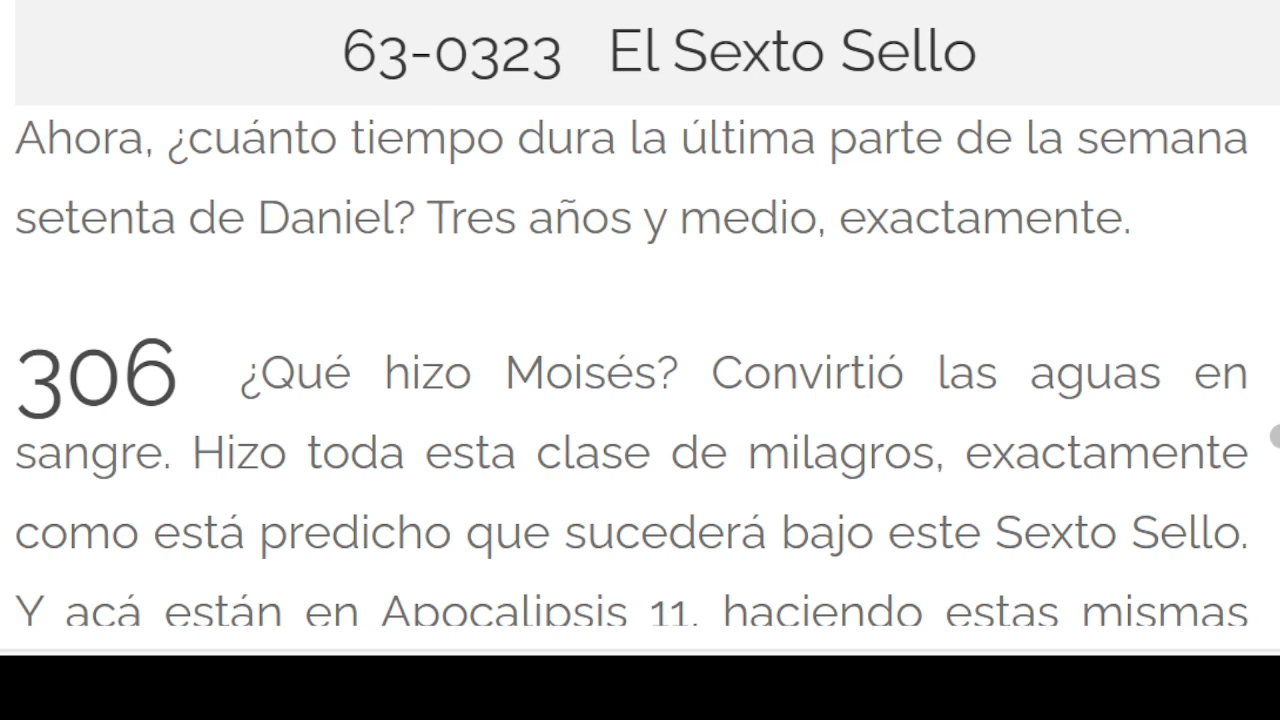 63-0323 El Sexto Sello
Ahora, ¿cuánto tiempo dura la última parte de la semana
setenta de Daniel? Tres años y medio, exactamente.
306 ¿Qué hizo Moisés? Convirtió las aguas en
sangre. Hizo toda esta clase de milagros, exactamente
como está predicho que sucederá bajo este Sexto Sello.
Y acá están en Apocalipsis 11, haciendo estas mismas